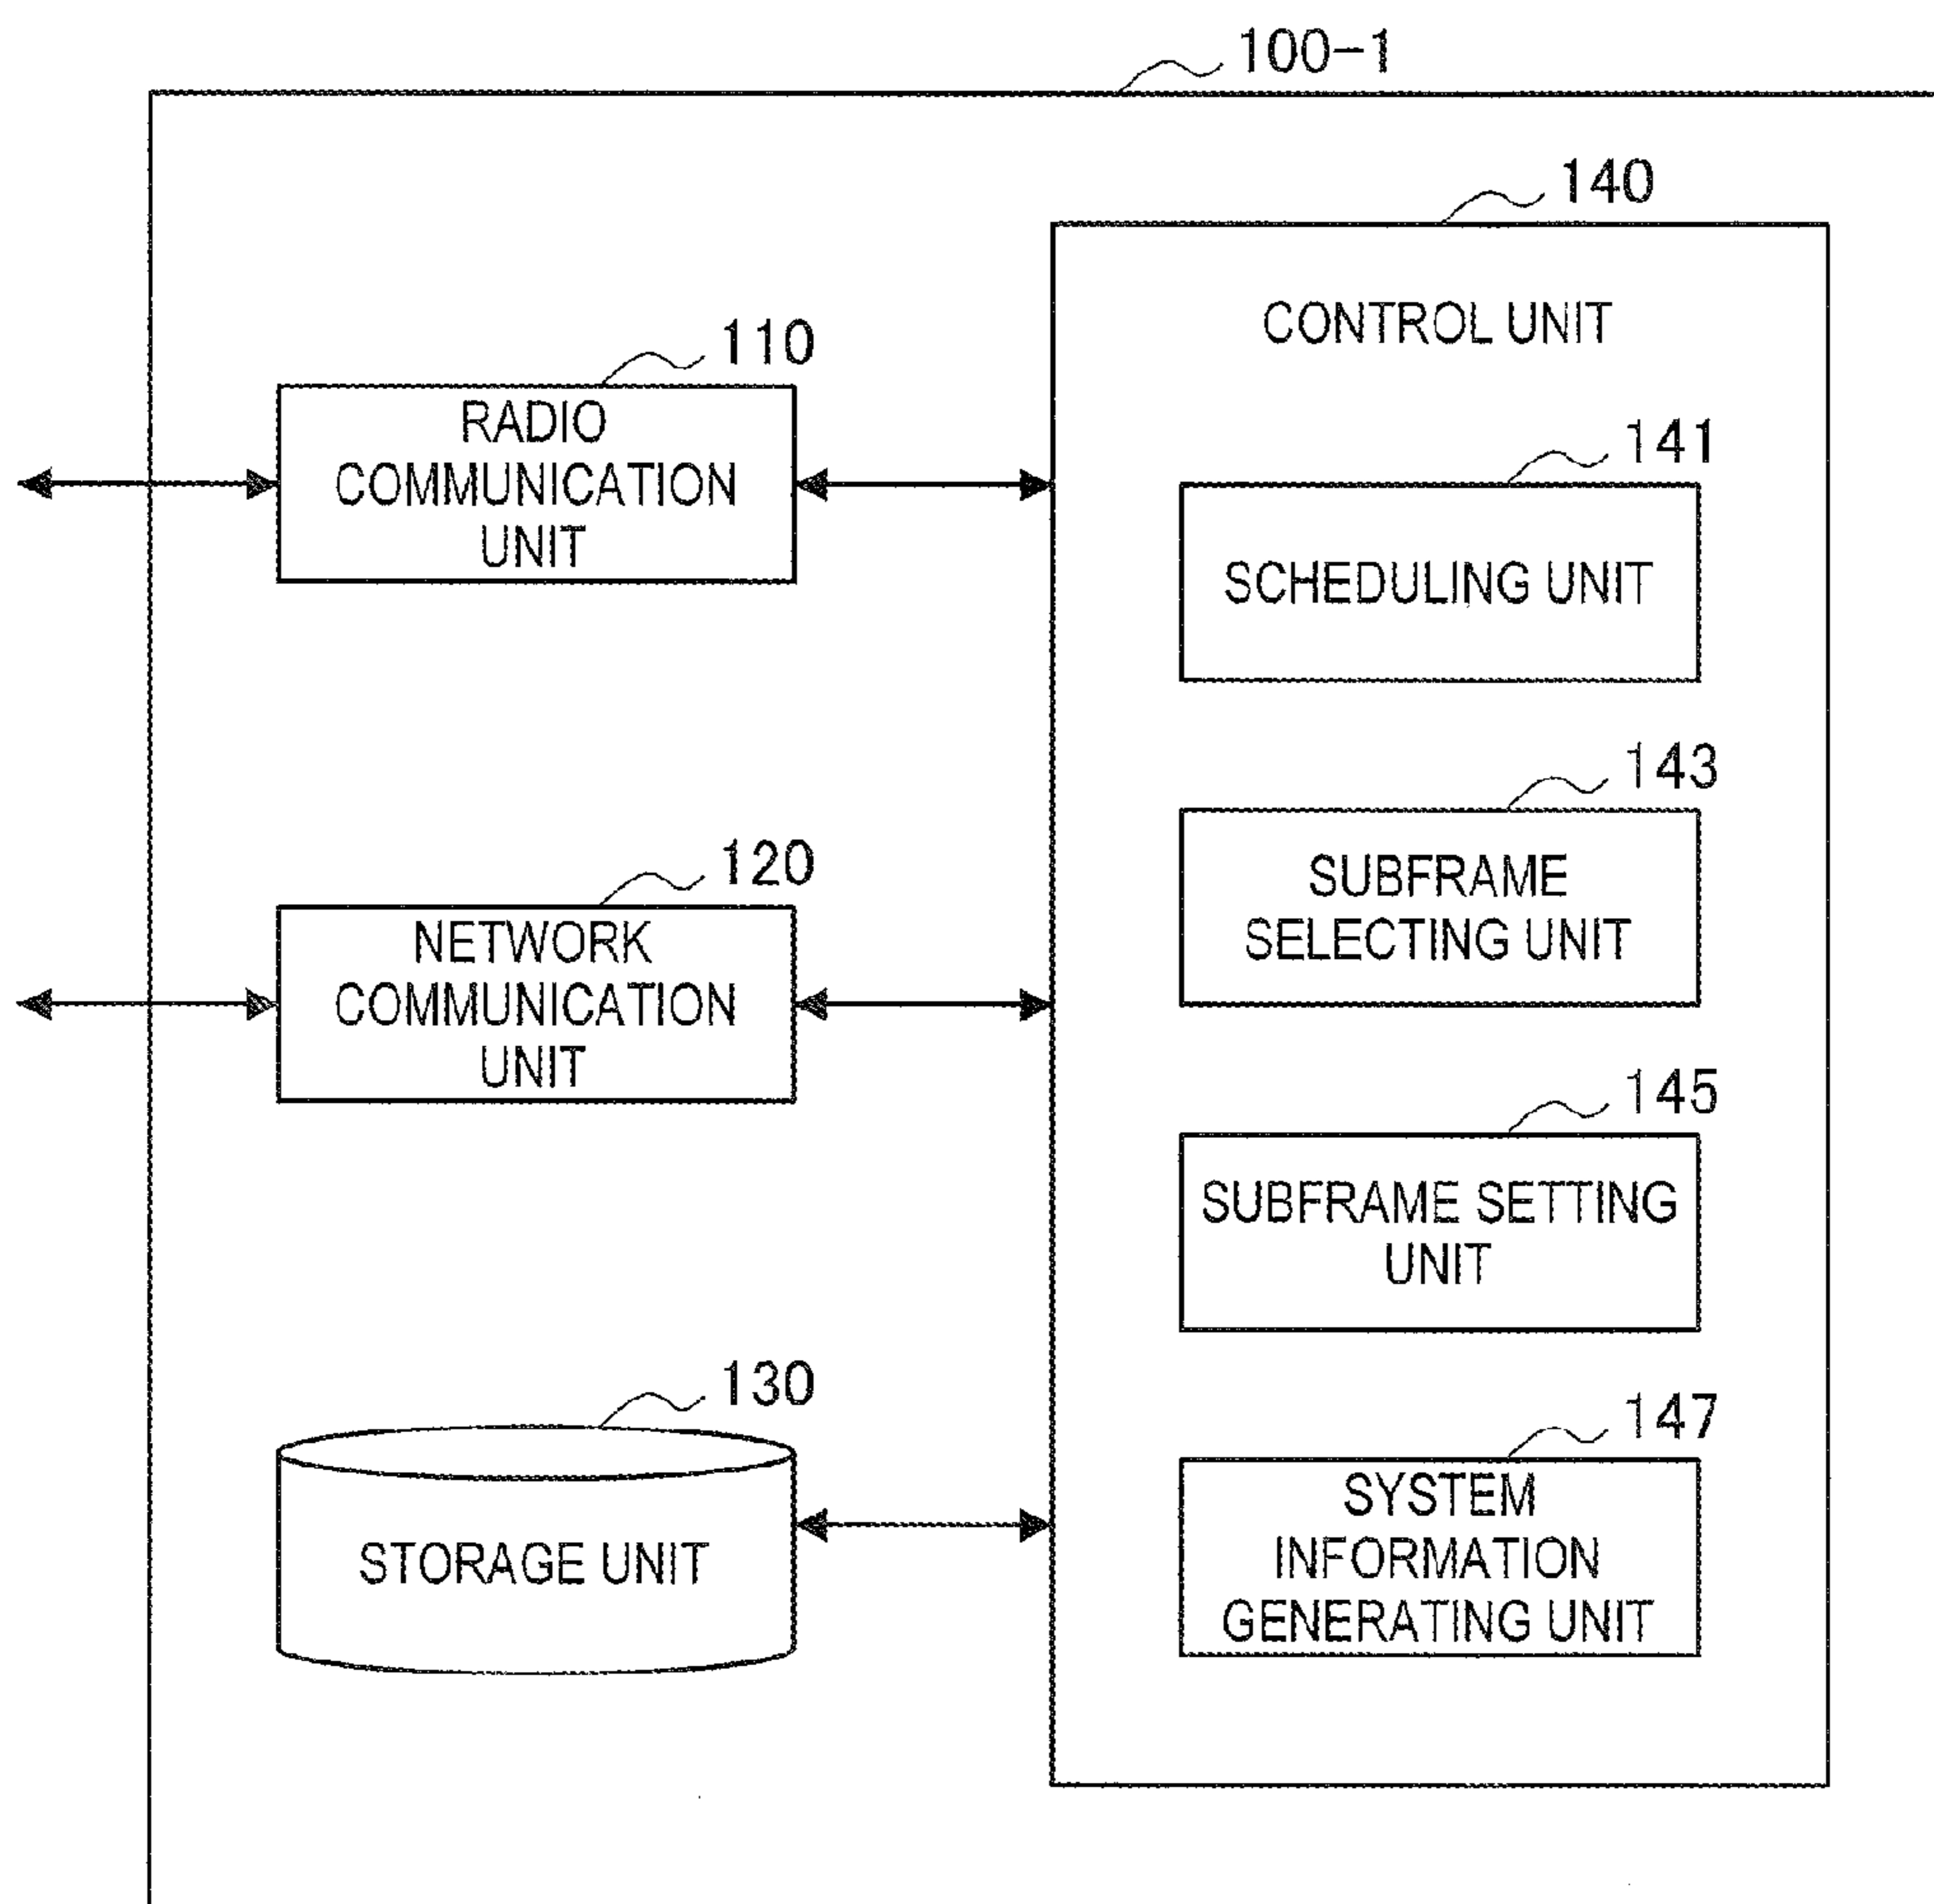 100-1
140
CONTROL UNIT
110
RADIO
COMMUNICATION
UNIT
141
SCHEDULING UNIT
143
SUBFRAME
SELECTING UNIT
120
NETWORK
COMMUNICATION
UNIT
145
SUBFRAME SETTING
UNIT
130
STORAGE UNIT
147
SYSTEM
INFORMATION
GENERATING UNIT